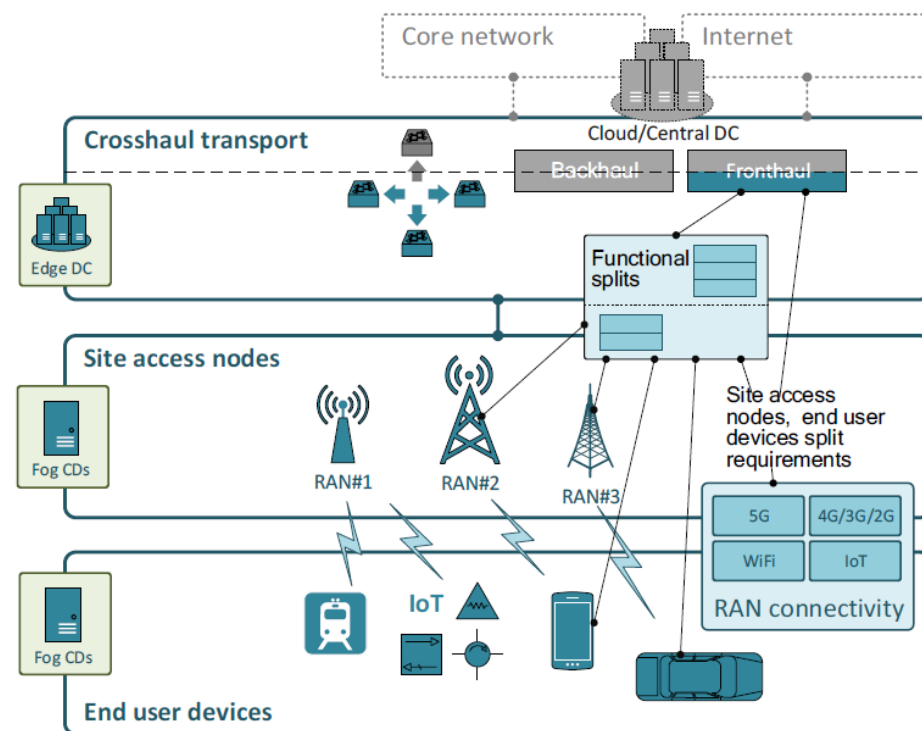 Core network
Internet
Cloud/Central DC
Crosshaul transport
Backhaul
Fronthaul
Edge DC
Functional
splits
Site access nodes
Fog CDs
RAN#1
RAN#2
RAN#3
Site access
nodes, end user
devices split
requirements
5G
4G/3G/2G
WiFi
IoT
RAN connectivity
IoT
Fog CDs
End user devices